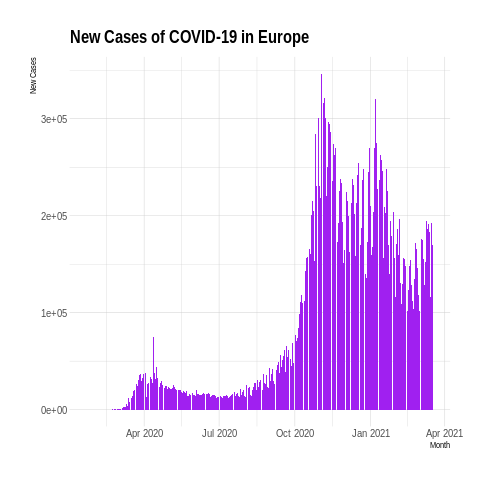 New Cases of COVID-19 in Europe
New Cases
3e+05
2e+05
1e+05
0e+00
Apr 2020 Jul 2020 Oct 2020 Jan 2021 Apr 2021
Month